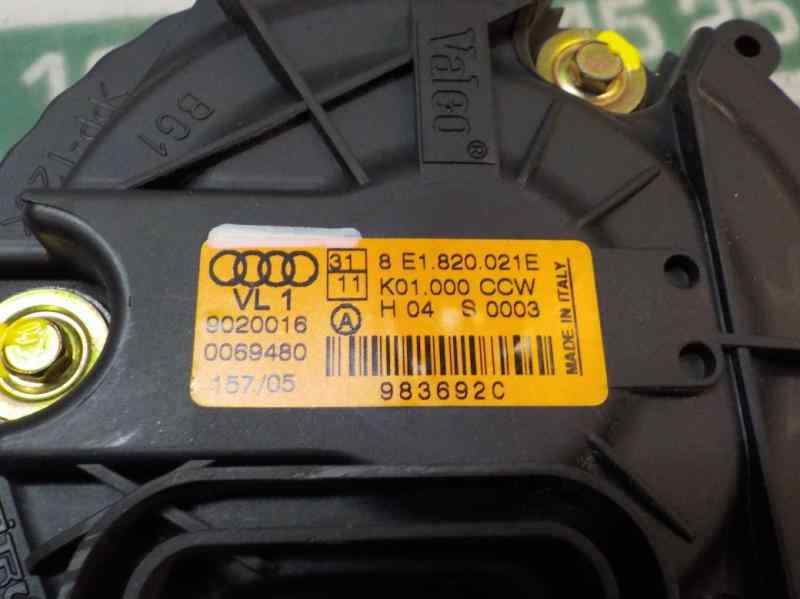 BG1
Valeo®
VL 1
9020016
0069480
157/05
31
11
A
8 E1.820.021E
K01.000 CCW
H 04 S 0003
983692C
MADE IN ITALY